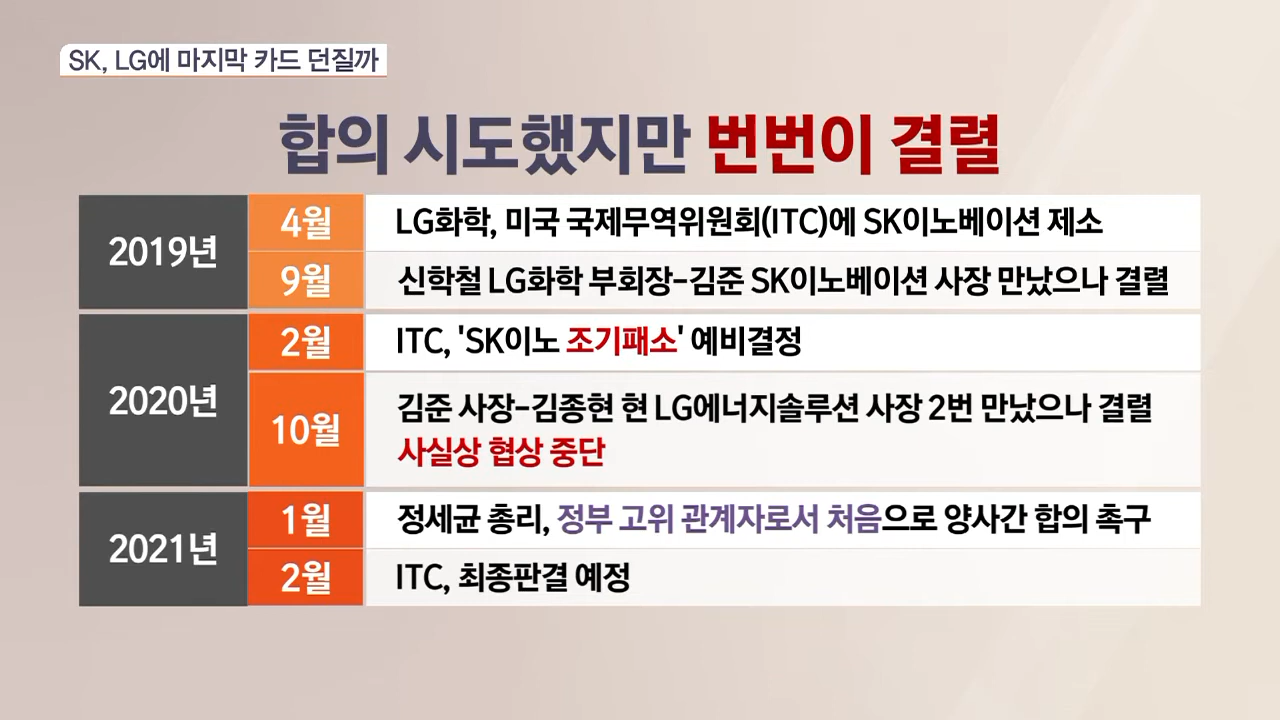 SK, LG에 마지막 카드 던질까
합의 시도했지만 번번이 결렬
2019년
4월
LG화학, 미국 국제무역위원회(ITC)에 SK이노베이션 제소
9월
신학철 LG화학 부회장-김준 SK이노베이션 사장 만났으나 결렬
2020년
2월
ITC, 'SK이노 조기패소' 예비결정
10월
김준 사장-김종현 현 LG에너지솔루션 사장 2번 만났으나 결렬
사실상 협상 중단
2021년
1월
정세균 총리, 정부 고위 관계자로서 처음으로 양사간 합의 촉구
2월
ITC, 최종판결 예정